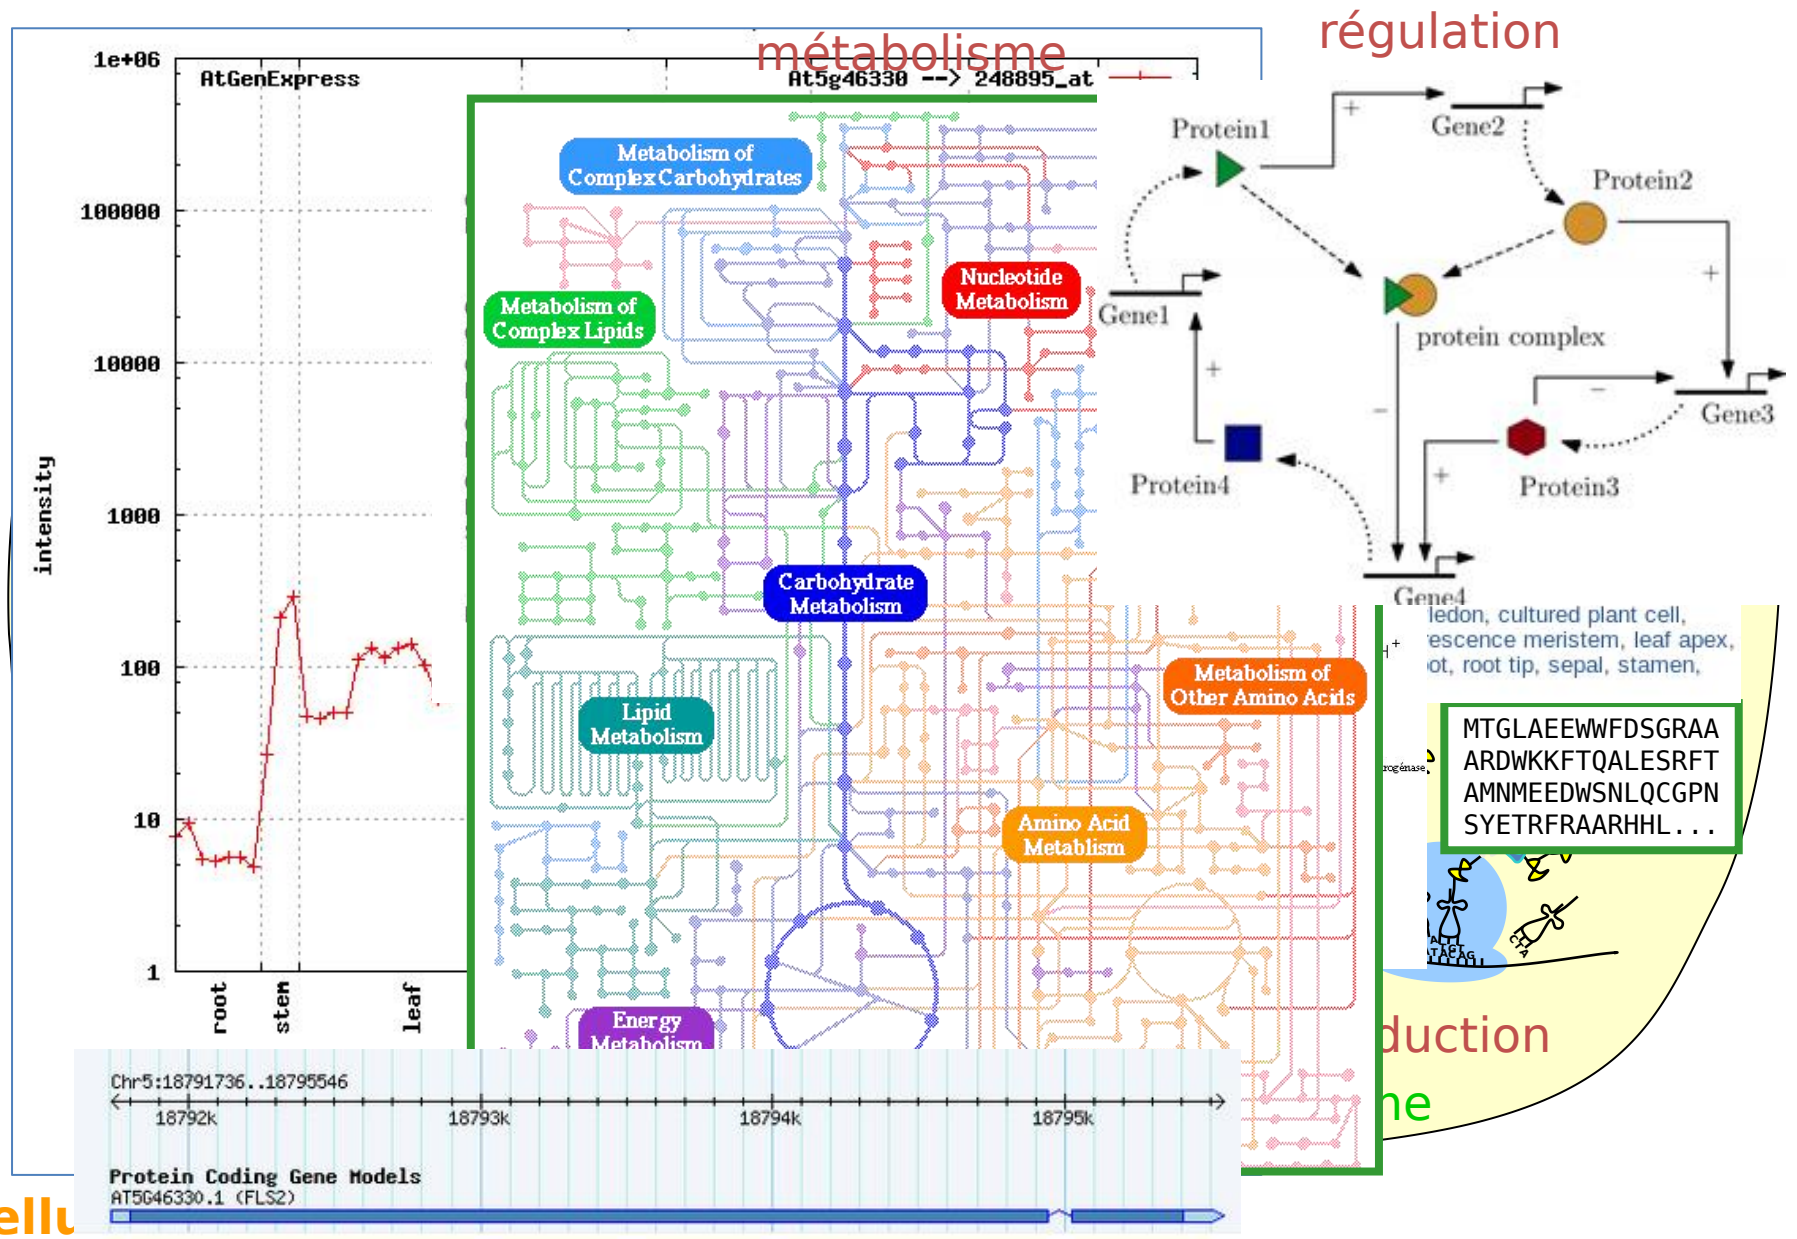 métabolisme
régulation
1e+06
AtGenExpress
At5g46330 --> 248895_at
100000
10000
1000
100
10
1
intensity
root
stem
leaf
Metabolism of
Complex Carbohydrates
Metabolism of
Complex Lipids
Nucleotide
Metabolism
Carbohydrate
Metabolism
Lipid
Metabolism
Metabolism of
Other Amino Acids
Amino Acid
Metablism
Energy
Metabolism
Protein1
+
Gene2
Protein2
+
Gene1
protein complex
+
−
−
Gene3
Protein4
+
Protein3
Gene4
ledon, cultured plant cell,
escence meristem, leaf apex,
ot, root tip, sepal, stamen,
+
MTGLAEEWWFDSGRAA
ARDWKKFTQALESRFT
AMNMEEDWSNLQCGPN
SYETRFRAARHHL...
rogénase
CTA
TGT
ATACAG
duction
ne
Chr5:18791736..18795546
18792k
18793k
18794k
18795k
Protein Coding Gene Models
AT5G46330.1 (FLS2)
ellu